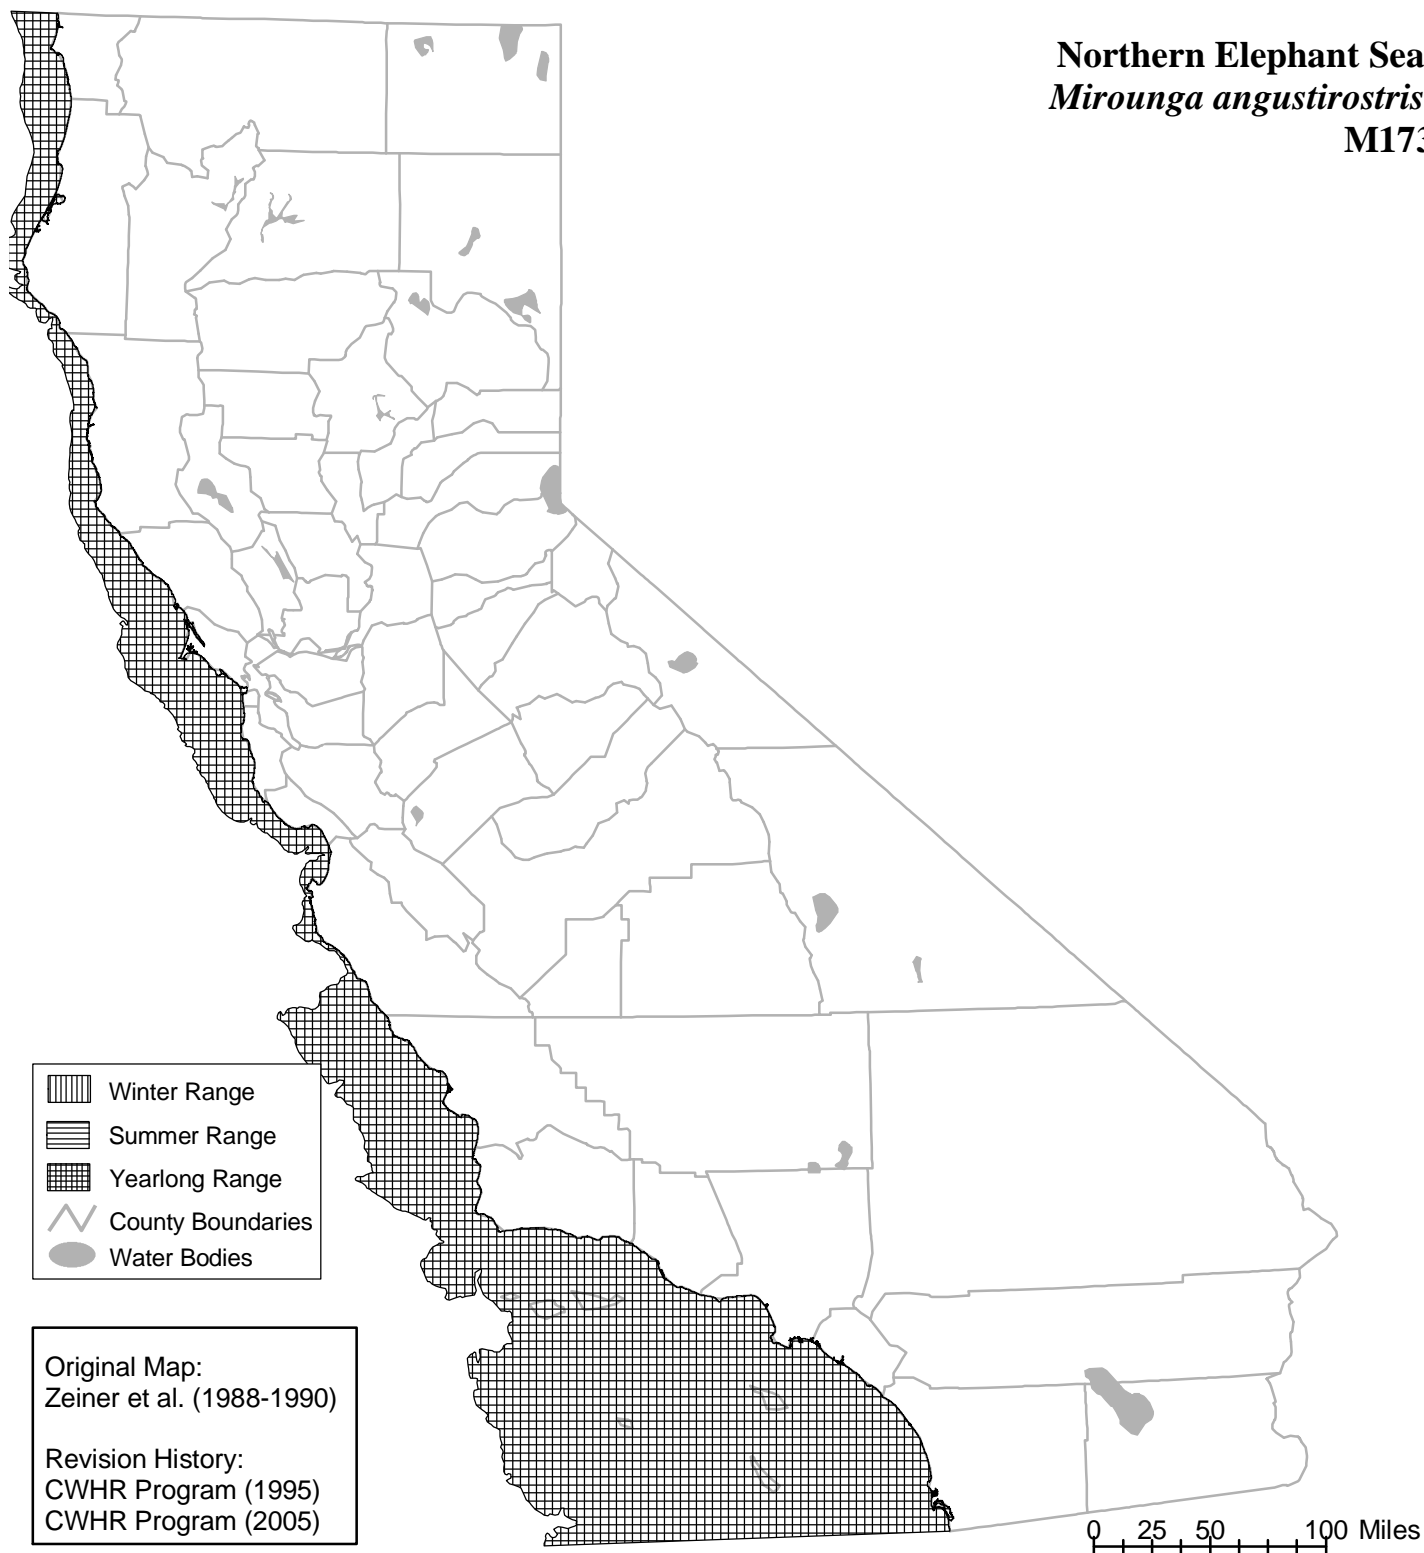 Northern Elephant Sea
Mirounga angustirostris
M173
Winter Range
Summer Range
Yearlong Range
County Boundaries
Water Bodies
Original Map:
Zeiner et al. (1988-1990)
Revision History:
CWHR Program (1995)
CWHR Program (2005)
0 25 50 100 Miles